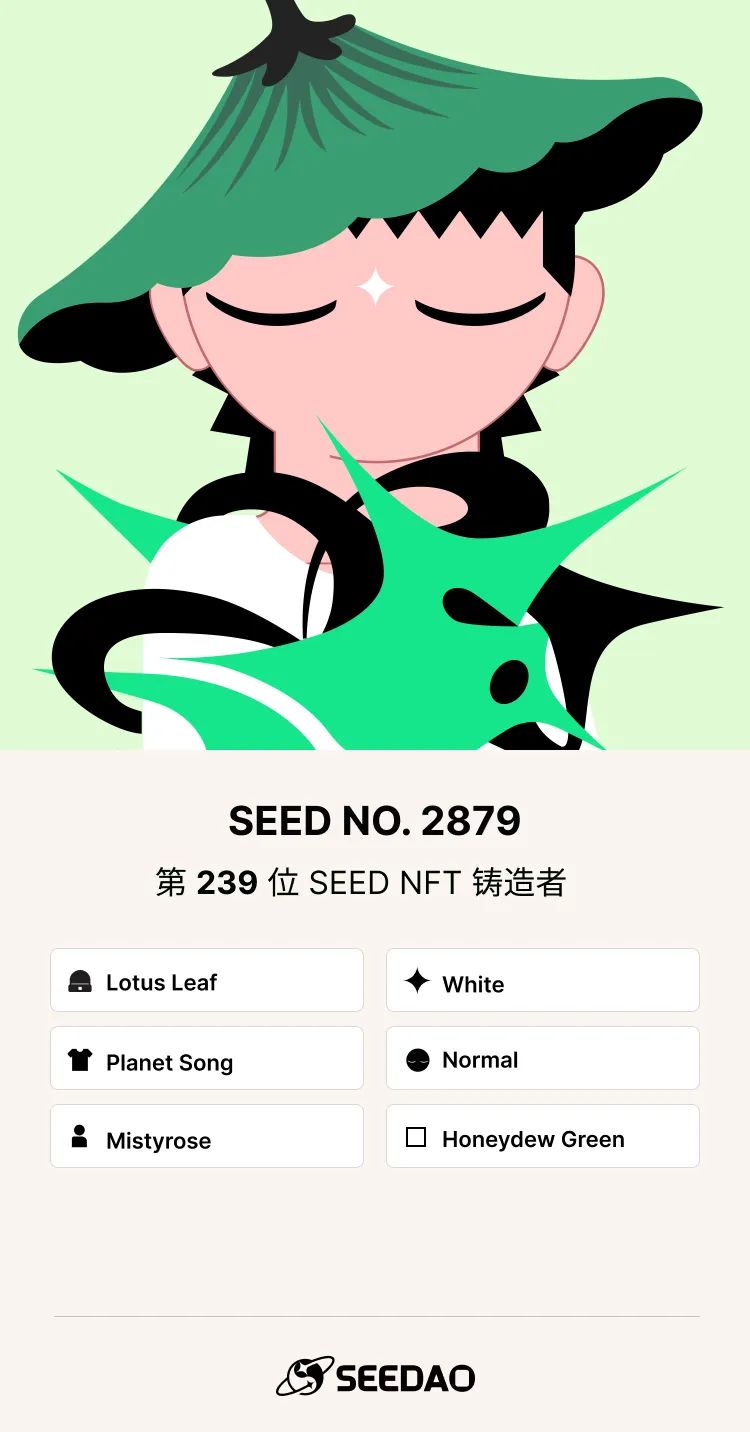 SEED NO. 2879
第 239 位 SEED NFT 铸造者
Lotus Leaf
White
Planet Song
Normal
Mistyrose
Honeydew Green
SEEDAO